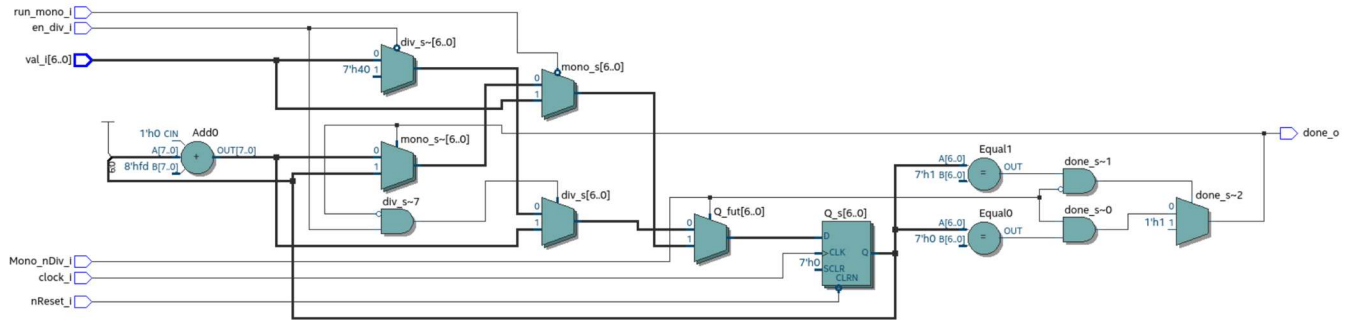 run_mono_i
en_div_i
div_s~[6..0]
val_i[6..0]
0
7'h40 1
mono_s[6..0]
0
1
1'h0 CIN
Add0
A[7..0]
OUT[7..0]
+
8'hfd B[7..0]
6:0
mono_s~[6..0]
0
1
done_o
Equal1
A[6..0]
OUT
7'h1 B[6..0]
=
done_s~1
div_s~7
div_s[6..0]
0
1
Q_fut[6..0]
0
1
Q_s[6..0]
D
CLK
Q
7'h0
SCLR
CLRN
Equal0
A[6..0]
OUT
7'h0 B[6..0]
=
done_s~0
done_s~2
0
1'h1 1
Mono_nDiv_i
clock_i
nReset_i